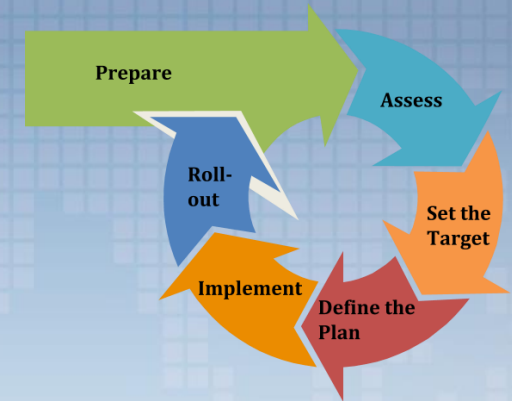 Prepare
Assess
Set the
Target
Define the
Plan
Implement
Roll-
out